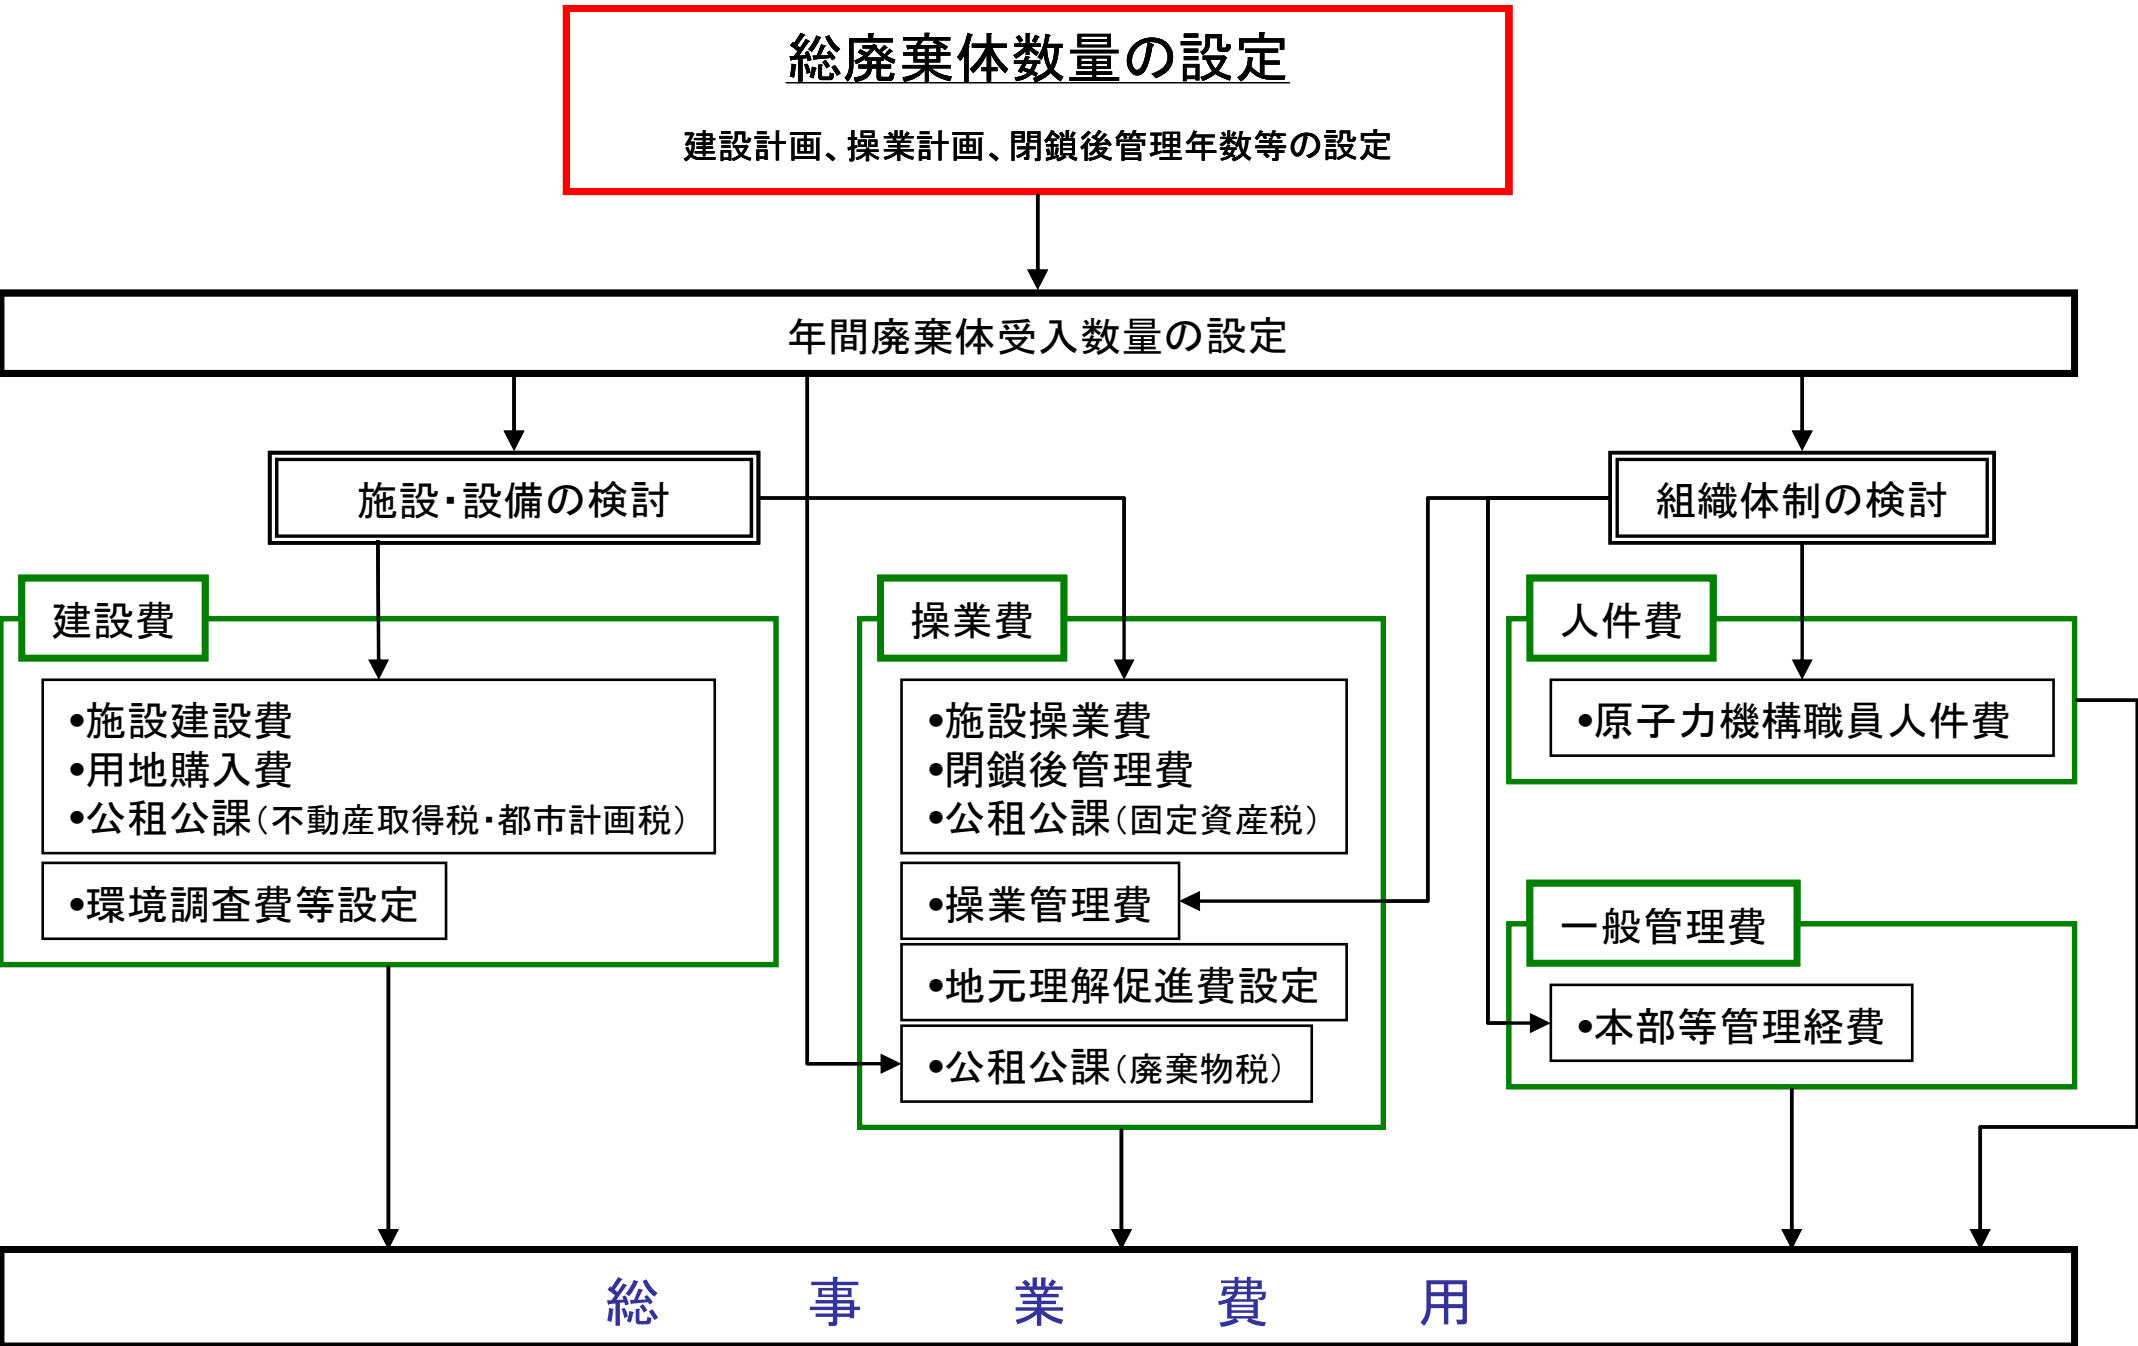 総廃棄体数量の設定
建設計画、操業計画、閉鎖後管理年数等の設定
年間廃棄体受入数量の設定
施設・設備の検討
組織体制の検討
建設費
•施設建設費
•用地購入費
•公租公課（不動産取得税・都市計画税）
•環境調査費等設定
操業費
•施設操業費
•閉鎖後管理費
•公租公課（固定資産税）
•操業管理費
•地元理解促進費設定
•公租公課（廃棄物税）
人件費
•原子力機構職員人件費
一般管理費
•本部等管理経費
総事業費用